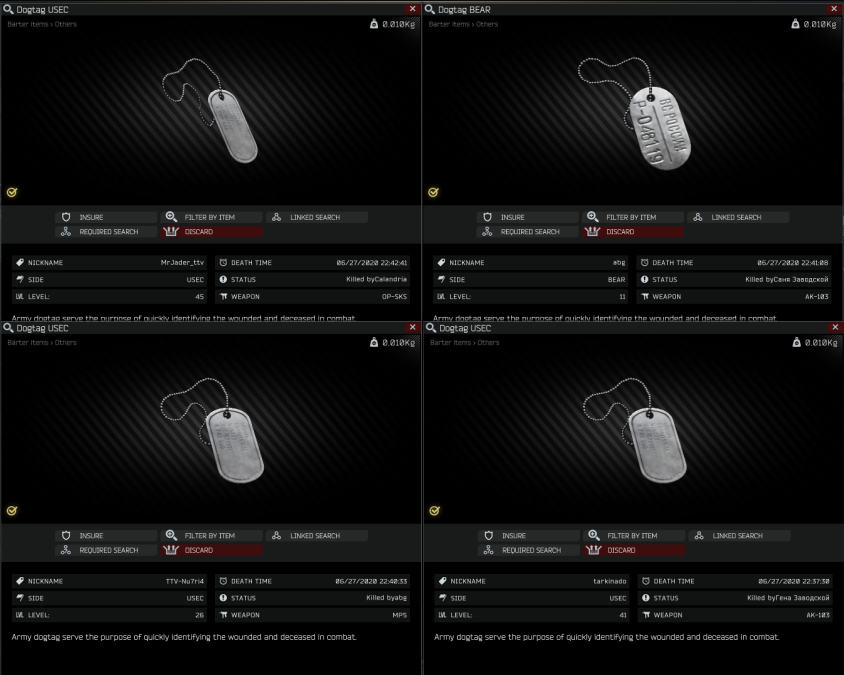 Dogtag USEC
Barter items > Others
0.010Kg
INSURE
FILTER BY ITEM
LINKED SEARCH
REQUIRED SEARCH
DISCARD
NICKNAME MrJader_ttv
DEATH TIME 06/27/2020 22:42:41
SIDE USEC
STATUS Killed byCalandria
LVL LEVEL: 45
WEAPON OP-SKS
Army dogtag serve the purpose of quickly identifying the wounded and deceased in combat.
Dogtag BEAR
Barter items > Others
0.010Kg
ВС РОССИИ
Р-048119
INSURE
FILTER BY ITEM
LINKED SEARCH
REQUIRED SEARCH
DISCARD
NICKNAME abg
DEATH TIME 06/27/2020 22:41:08
SIDE BEAR
STATUS Killed byСаня Заводской
LVL LEVEL: 11
WEAPON AK-103
Army dogtag serve the purpose of quickly identifying the wounded and deceased in combat.
Dogtag USEC
Barter items > Others
0.010Kg
INSURE
FILTER BY ITEM
LINKED SEARCH
REQUIRED SEARCH
DISCARD
NICKNAME TTV-Nu7ri4
DEATH TIME 06/27/2020 22:40:33
SIDE USEC
STATUS Killed byabg
LVL LEVEL: 26
WEAPON MP5
Army dogtag serve the purpose of quickly identifying the wounded and deceased in combat.
Dogtag USEC
Barter items > Others
0.010Kg
INSURE
FILTER BY ITEM
LINKED SEARCH
REQUIRED SEARCH
DISCARD
NICKNAME tarkinado
DEATH TIME 06/27/2020 22:37:30
SIDE USEC
STATUS Killed byГена Заводской
LVL LEVEL: 41
WEAPON AK-103
Army dogtag serve the purpose of quickly identifying the wounded and deceased in combat.